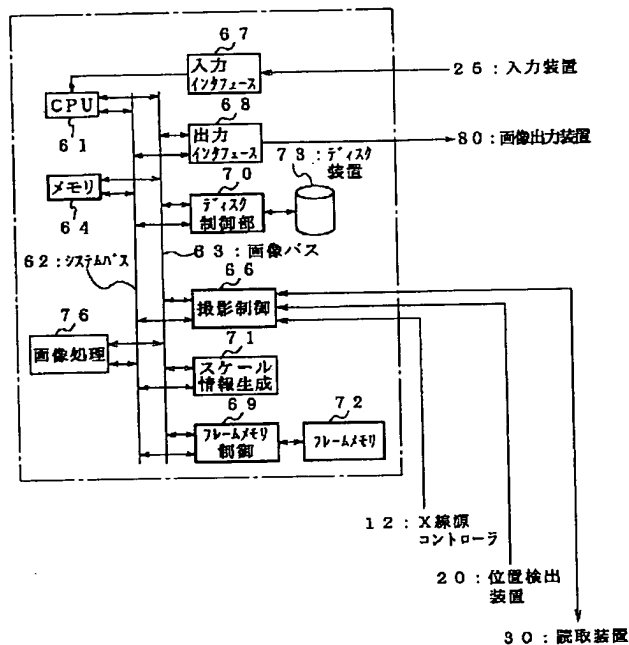 67
入力
インタフェース
25：入力装置
CPU
61
68
出力
インタフェース
80：画像出力装置
73：ディスク
装置
メモリ
64
70
ディスク
制御部
63：画像バス
62：システムバス
66
撮影制御
76
画像処理
71
スケール
情報生成
69
フレームメモリ
制御
72
フレームメモリ
12：X線源
コントローラ
20：位置検出
装置
30：読取装置